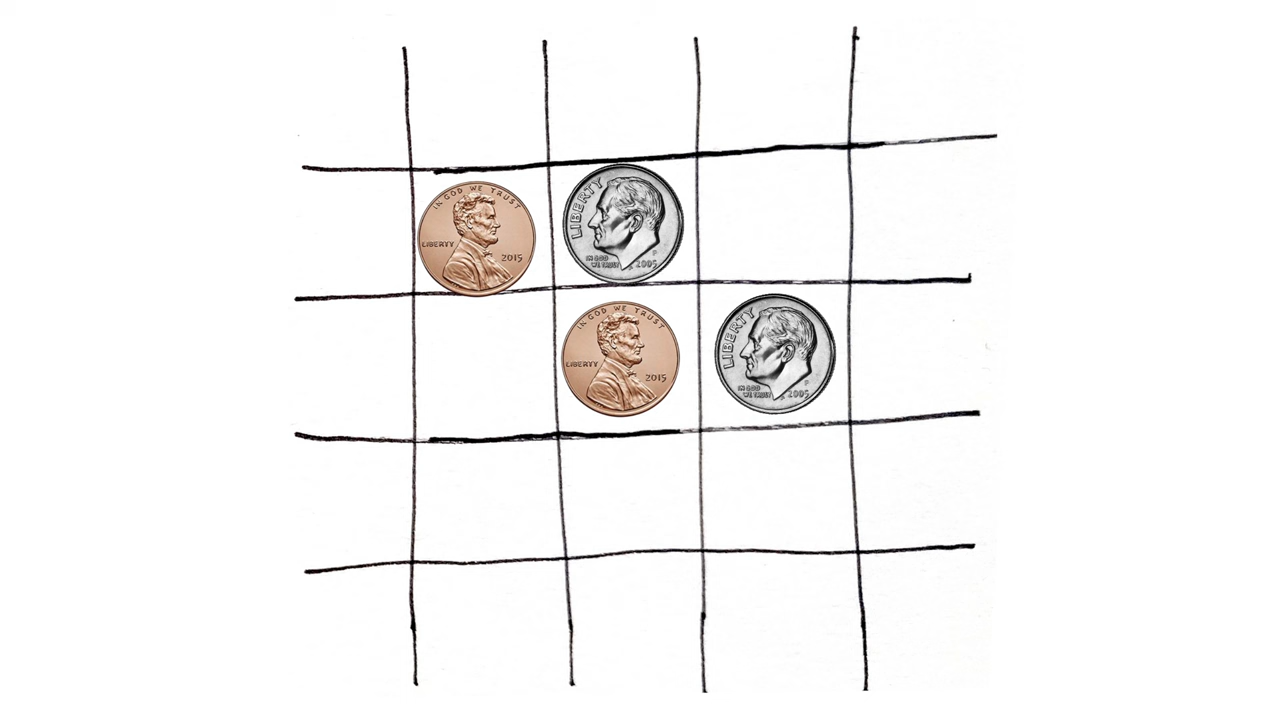 IN GOD WE TRUST
LIBERTY
2015
LIBERTY
IN GOD
WE TRUST
P
2005
IN GOD WE TRUST
LIBERTY
2015
LIBERTY
IN GOD
WE TRUST
P
2005